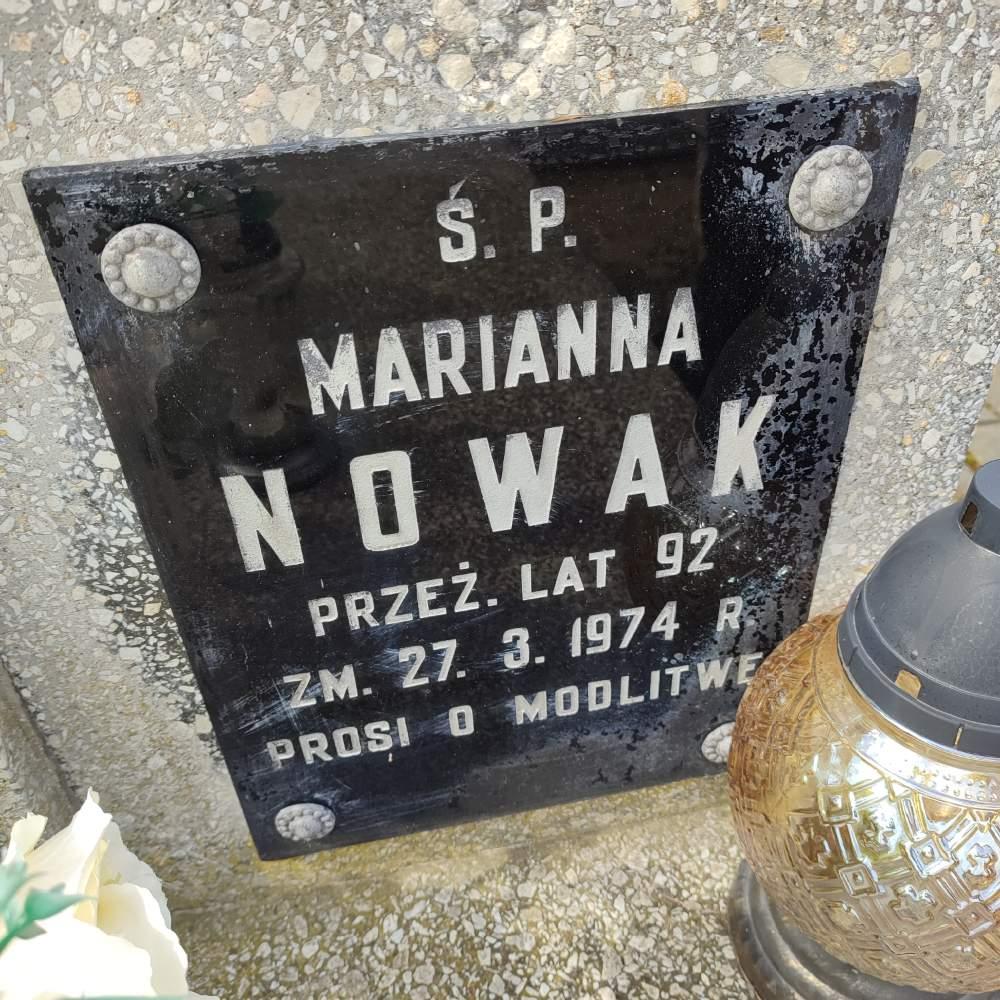 Ś. P.
MARIANNA
NOWAK
PRZEŻ. LAT 92
ZM. 27. 3. 1974 R.
PROSI O MODLITWĘ